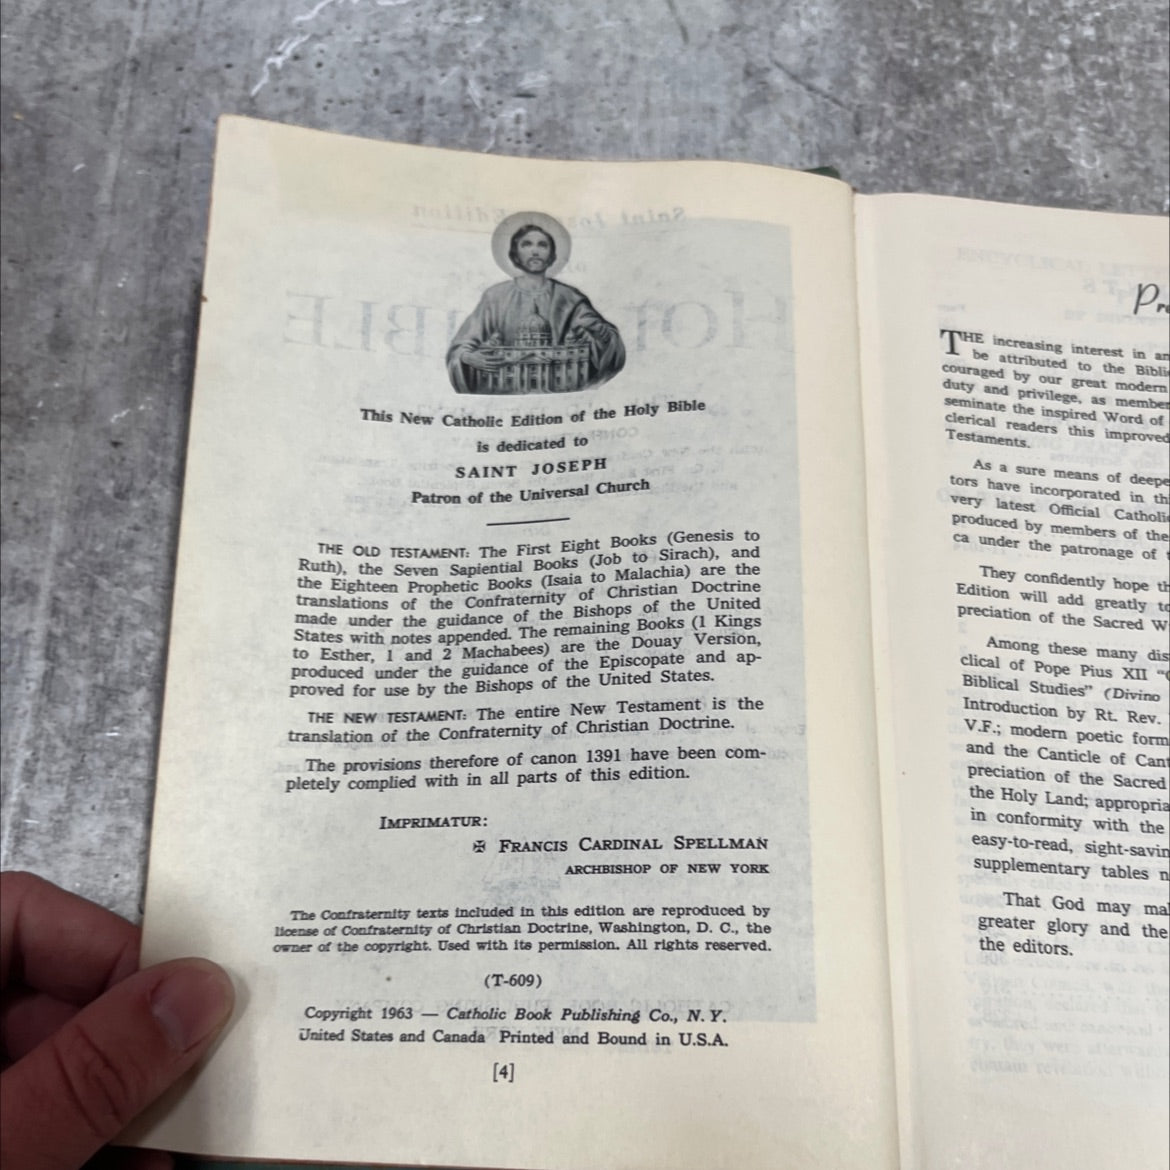 This New Catholic Edition of the Holy Bible
is dedicated to
SAINT JOSEPH
Patron of the Universal Church
THE OLD TESTAMENT: The First Eight Books (Genesis to
Ruth), the Seven Sapiential Books (Job to Sirach), and
the Eighteen Prophetic Books (Isaia to Malachia) are the
translations of the Confraternity of Christian Doctrine
made under the guidance of the Bishops of the United
States with notes appended. The remaining Books (1 Kings
to Esther, 1 and 2 Machabees) are the Douay Version,
produced under the guidance of the Episcopate and ap-
proved for use by the Bishops of the United States.
THE NEW TESTAMENT: The entire New Testament is the
translation of the Confraternity of Christian Doctrine.
The provisions therefore of canon 1391 have been com-
pletely complied with in all parts of this edition.
IMPRIMATUR:
✠ FRANCIS CARDINAL SPELLMAN
ARCHBISHOP OF NEW YORK
The Confraternity texts included in this edition are reproduced by
license of Confraternity of Christian Doctrine, Washington, D. C., the
owner of the copyright. Used with its permission. All rights reserved.
(T-609)
Copyright 1963 — Catholic Book Publishing Co., N. Y.
United States and Canada Printed and Bound in U.S.A.
[4]
THE increasing interest in
be attributed to the
couraged by our great modern
duty and privilege, as
seminate the inspired Word of
clerical readers this improved
Testaments.
As a sure means of
tors have incorporated in
very latest Official
produced by members of the
ca under the patronage of
They confidently hope
Edition will add greatly
preciation of the Sacred
Among these many
clical of Pope Pius XII
Biblical Studies" (Divino
Introduction by Rt. Rev.
V.F.; modern poetic
and the Canticle of
preciation of the Sacred
the Holy Land;
in conformity with the
easy-to-read,
supplementary tables
That God may
greater glory and the
the editors.